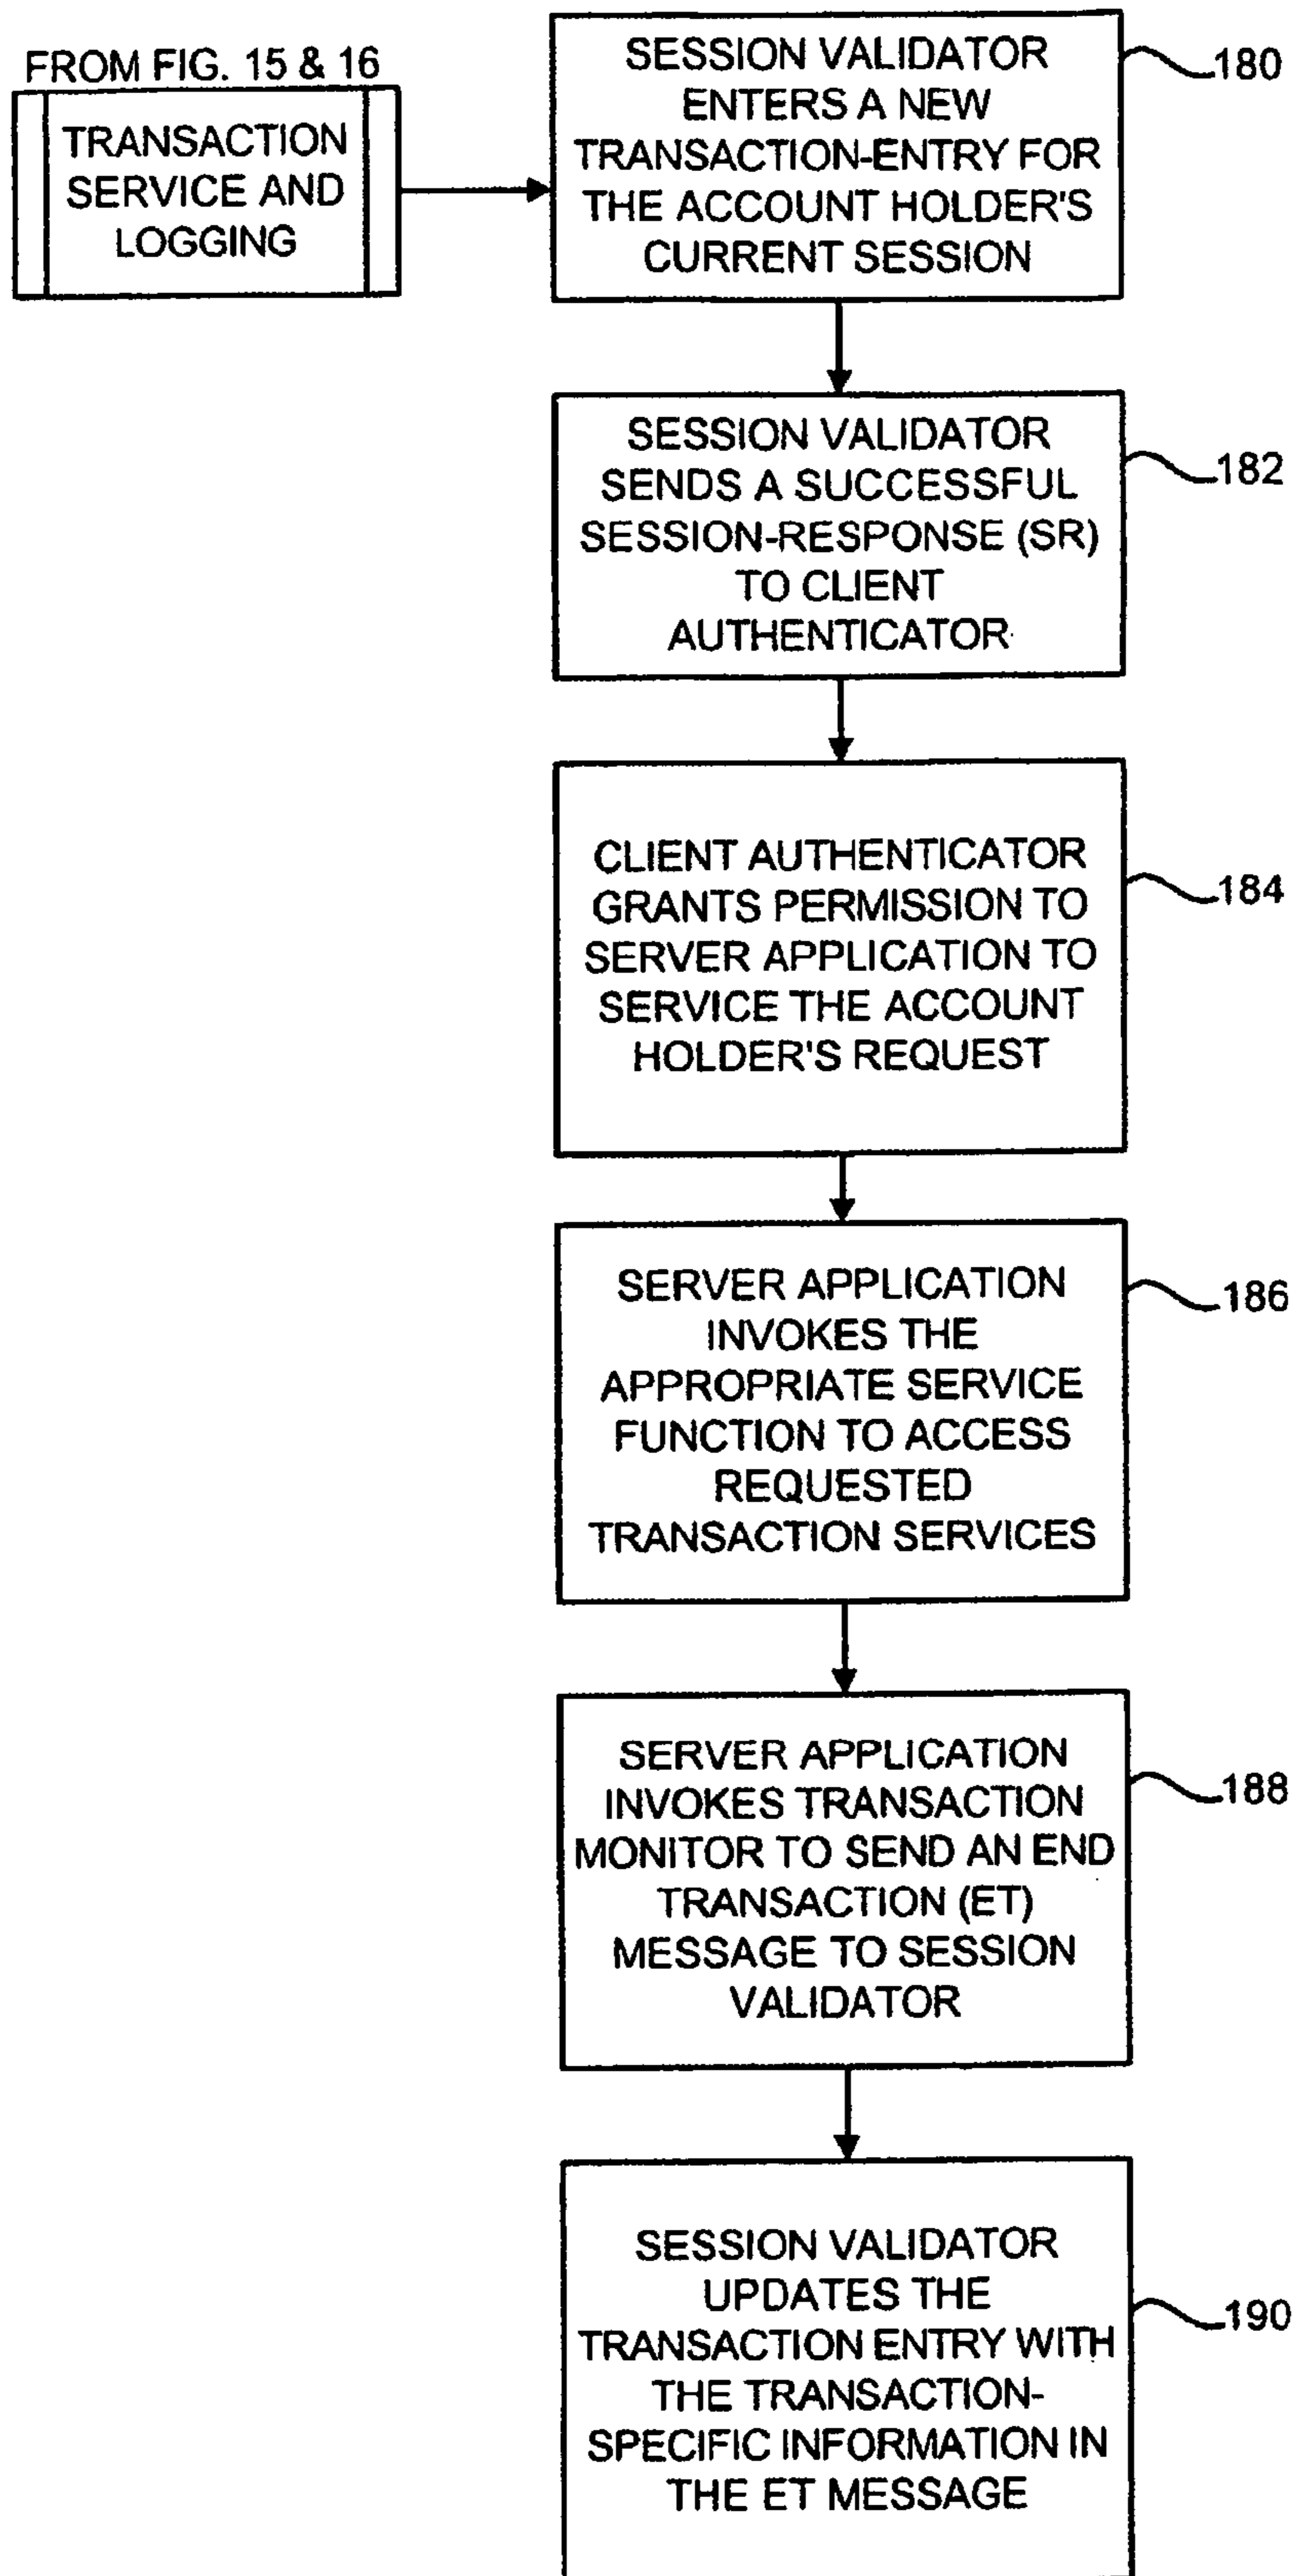 FROM FIG. 15 & 16
TRANSACTION
SERVICE AND
LOGGING
SESSION VALIDATOR
ENTERS A NEW
TRANSACTION-ENTRY FOR
THE ACCOUNT HOLDER'S
CURRENT SESSION
180
SESSION VALIDATOR
SENDS A SUCCESSFUL
SESSION-RESPONSE (SR)
TO CLIENT
AUTHENTICATOR
182
CLIENT AUTHENTICATOR
GRANTS PERMISSION TO
SERVER APPLICATION TO
SERVICE THE ACCOUNT
HOLDER'S REQUEST
184
SERVER APPLICATION
INVOKES THE
APPROPRIATE SERVICE
FUNCTION TO ACCESS
REQUESTED
TRANSACTION SERVICES
186
SERVER APPLICATION
INVOKES TRANSACTION
MONITOR TO SEND AN END
TRANSACTION (ET)
MESSAGE TO SESSION
VALIDATOR
188
SESSION VALIDATOR
UPDATES THE
TRANSACTION ENTRY WITH
THE TRANSACTION-
SPECIFIC INFORMATION IN
THE ET MESSAGE
190